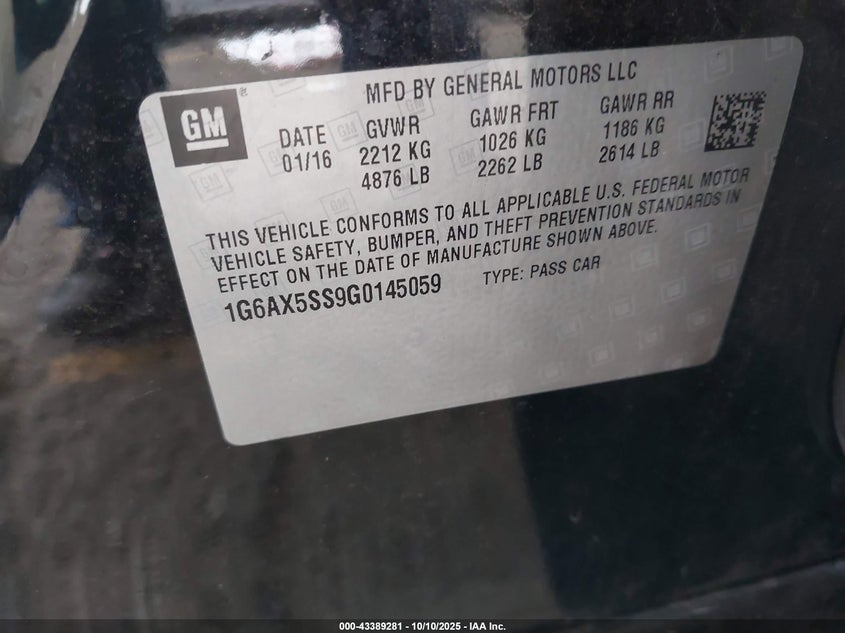 GM ®
MFD BY GENERAL MOTORS LLC
DATE GVWR GAWR FRT GAWR RR
01/16 2212 KG 1026 KG 1186 KG
4876 LB 2262 LB 2614 LB
THIS VEHICLE CONFORMS TO ALL APPLICABLE U.S. FEDERAL MOTOR
VEHICLE SAFETY, BUMPER, AND THEFT PREVENTION STANDARDS IN
EFFECT ON THE DATE OF MANUFACTURE SHOWN ABOVE.
1G6AX5SS9G0145059 TYPE: PASS CAR
000-43389281 - 10/10/2025 - IAA Inc.